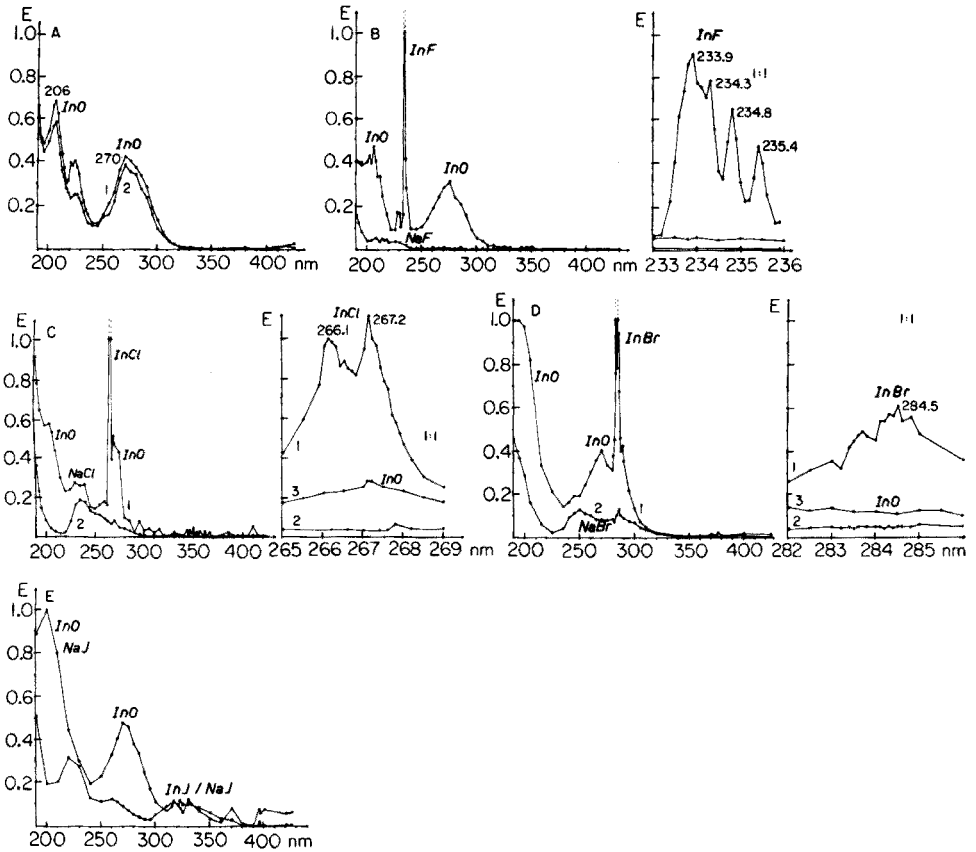 E
A
1.0
0.8
0.6
0.4
0.2
206
InO
InO
270
1
2
200
250
300
350
400 nm
E
B
1.0
0.8
0.6
0.4
0.2
InF
InO
InO
NaF
200
250
300
350
400 nm
E
InF
233.9
1:1
234.3
234.8
235.4
233
234
235
236
E
C
1.0
0.8
0.6
0.4
0.2
InCl
InO
InO
NaCl
1
2
200
250
300
350
400 nm
E
InCl
266.1
267.2
1:1
1
3
InO
2
265
266
267
268
269
nm
E
D
1.0
0.8
0.6
0.4
0.2
InBr
InO
InO
2
1
NaBr
200
250
300
350
400 nm
E
1:1
InBr
284.5
1
3
InO
2
282
283
284
285 nm
E
E
1.0
0.8
0.6
0.4
0.2
InO
NaJ
InO
InJ / NaJ
200
250
300
350
400 nm